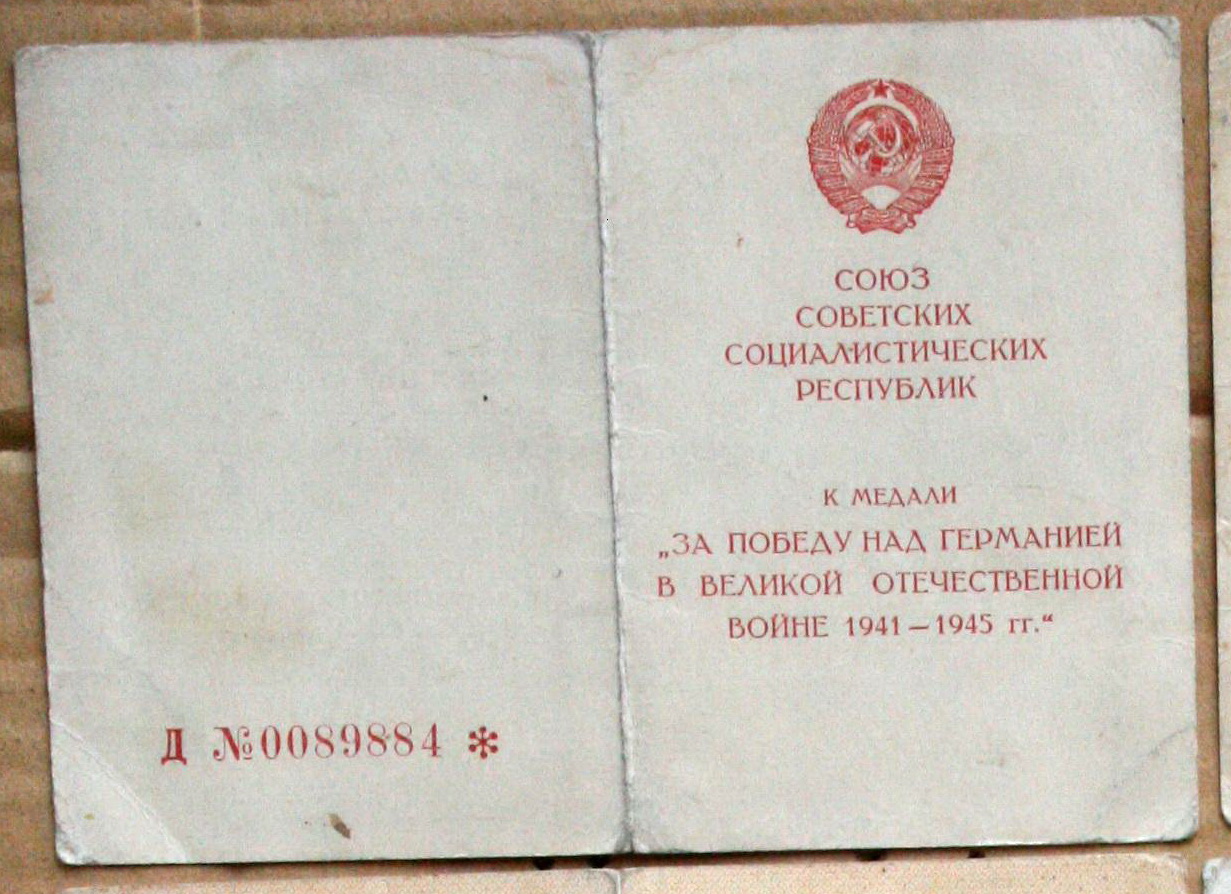 Д №0089884 *
СОЮЗ
СОВЕТСКИХ
СОЦИАЛИСТИЧЕСКИХ
РЕСПУБЛИК
К МЕДАЛИ
„ЗА ПОБЕДУ НАД ГЕРМАНИЕЙ
В ВЕЛИКОЙ ОТЕЧЕСТВЕННОЙ
ВОЙНЕ 1941 — 1945 гг.“